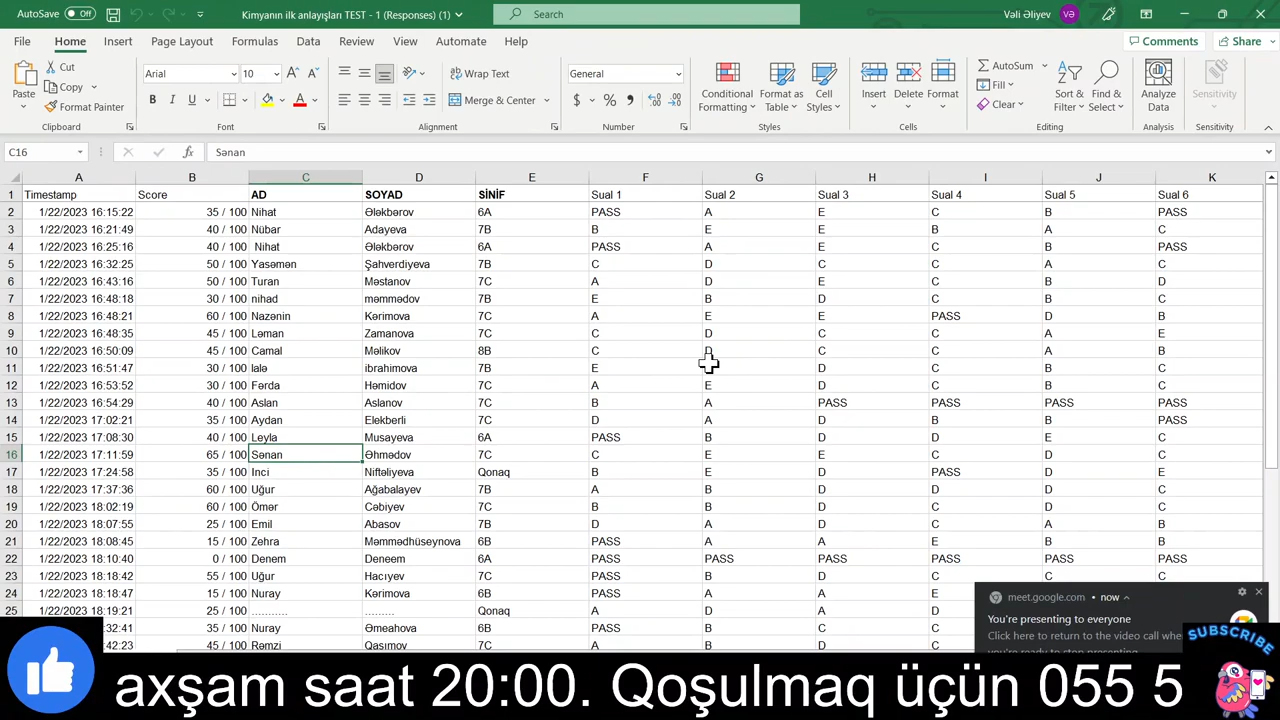 AutoSave Off Kimyanın ilk anlayışları TEST - 1 (Responses) (1) Search Vəli Əliyev VƏ
File Home Insert Page Layout Formulas Data Review View Automate Help Comments Share
Paste Cut Copy Format Painter Clipboard
Arial 10 Font
Wrap Text Merge & Center Alignment
General Number
Conditional Formatting Format as Table Cell Styles Styles
Insert Delete Format Cells
AutoSum Fill Clear Sort & Filter Find & Select Editing
Analyze Data Analysis
Sensitivity Sensitivity
C16 fx Sənan
A B C D E F G H I J K
1 Timestamp Score AD SOYAD SİNİF Sual 1 Sual 2 Sual 3 Sual 4 Sual 5 Sual 6
2 1/22/2023 16:15:22 35 / 100 Nihat Ələkbərov 6A PASS A E C B PASS
3 1/22/2023 16:21:49 40 / 100 Nübar Adayeva 7B B E E B A C
4 1/22/2023 16:25:16 40 / 100 Nihat Ələkbərov 6A PASS A E C B PASS
5 1/22/2023 16:32:25 50 / 100 Yasəmən Şahverdiyeva 7B C D C C A C
6 1/22/2023 16:43:16 50 / 100 Turan Məstanov 7C A D E C B D
7 1/22/2023 16:48:18 30 / 100 nihad məmmədov 7B E B D C B C
8 1/22/2023 16:48:21 60 / 100 Nazənin Kərimova 7C A E E PASS D B
9 1/22/2023 16:48:35 45 / 100 Ləman Zamanova 7C C D C C A E
10 1/22/2023 16:50:09 45 / 100 Camal Məlikov 8B C D C C A B
11 1/22/2023 16:51:47 30 / 100 lalə ibrahimova 7B E D C B C
12 1/22/2023 16:53:52 30 / 100 Fərda Həmidov 7C A E D C B C
13 1/22/2023 16:54:29 40 / 100 Aslan Aslanov 7C B A PASS PASS PASS PASS
14 1/22/2023 17:02:21 35 / 100 Aydan Eləkberli 7C D A D B B PASS
15 1/22/2023 17:08:30 40 / 100 Leyla Musayeva 6A PASS B D D E C
16 1/22/2023 17:11:59 65 / 100 Sənan Əhmədov 7C C E E C D C
17 1/22/2023 17:24:58 35 / 100 Inci Niftəliyeva Qonaq B E D PASS D E
18 1/22/2023 17:37:36 60 / 100 Uğur Ağabalayev 7B A B D D D C
19 1/22/2023 18:02:19 60 / 100 Ömər Cəbiyev 7C B B D C D C
20 1/22/2023 18:07:55 25 / 100 Emil Abasov 7B D A D C A B
21 1/22/2023 18:08:45 15 / 100 Zehra Məmmədhüseynova 6B PASS A A E B B
22 1/22/2023 18:10:40 0 / 100 Denem Deneem 6A PASS PASS PASS PASS PASS PASS
23 1/22/2023 18:18:42 55 / 100 Uğur Hacıyev 7C PASS B D C C C
24 1/22/2023 18:18:47 15 / 100 Nuray Kərimova 6B PASS A A E
25 1/22/2023 18:19:21 25 / 100 .......... ........ Qonaq A D A D
:32:41 35 / 100 Nuray Əmeahova 6B PASS B C C
:42:23 45 / 100 Rəmzi Qasımov 7C A B D C
meet.google.com • now
You're presenting to everyone
Click here to return to the video call when
you're ready to stop presenting.
SUBSCRIBE
axşam saat 20:00. Qoşulmaq üçün 055 5